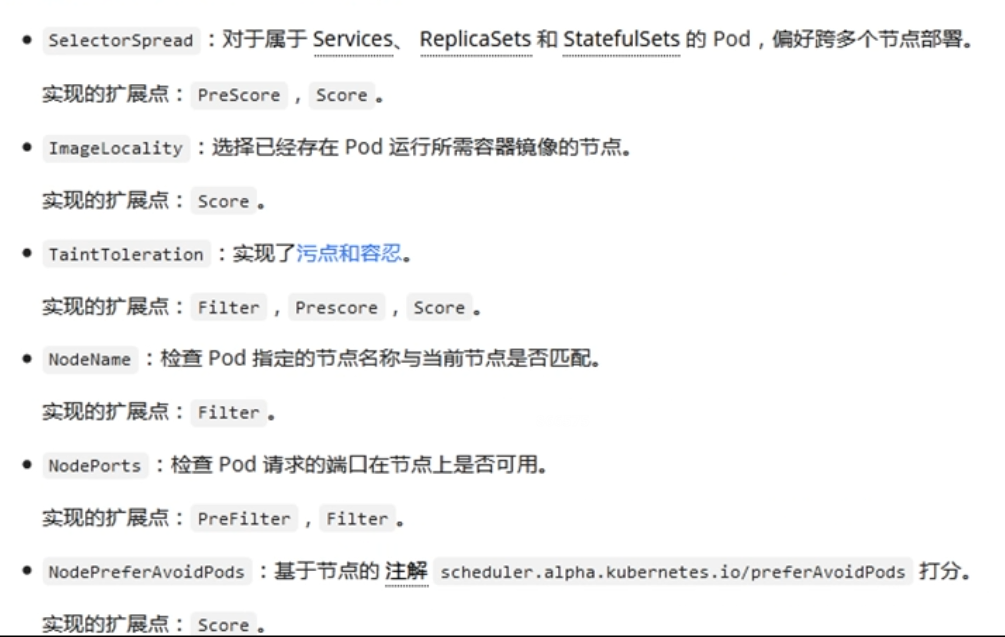 • SelectorSpread：对于属于 Services、 ReplicaSets 和 StatefulSets 的 Pod，偏好跨多个节点部署。
实现的扩展点：PreScore，Score。
• ImageLocality：选择已经存在 Pod 运行所需容器镜像的节点。
实现的扩展点：Score。
• TaintToleration：实现了污点和容忍。
实现的扩展点：Filter，Prescore，Score。
• NodeName：检查 Pod 指定的节点名称与当前节点是否匹配。
实现的扩展点：Filter。
• NodePorts：检查 Pod 请求的端口在节点上是否可用。
实现的扩展点：PreFilter，Filter。
• NodePreferAvoidPods：基于节点的 注解 scheduler.alpha.kubernetes.io/preferAvoidPods 打分。
实现的扩展点：Score。